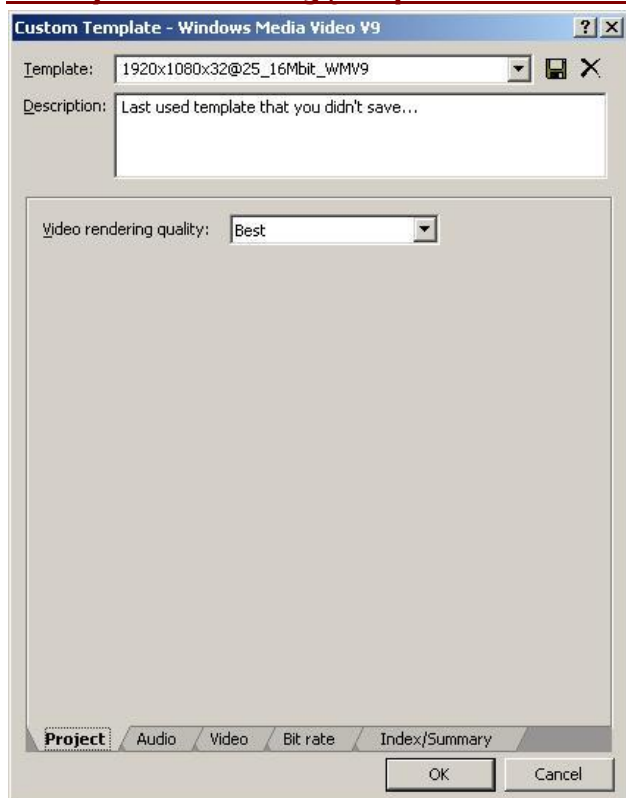 Custom Template - Windows Media Video V9
Template: 1920x1080x32@25_16Mbit_WMV9
Description: Last used template that you didn't save...
Video rendering quality: Best
Project Audio Video Bit rate Index/Summary
OK Cancel